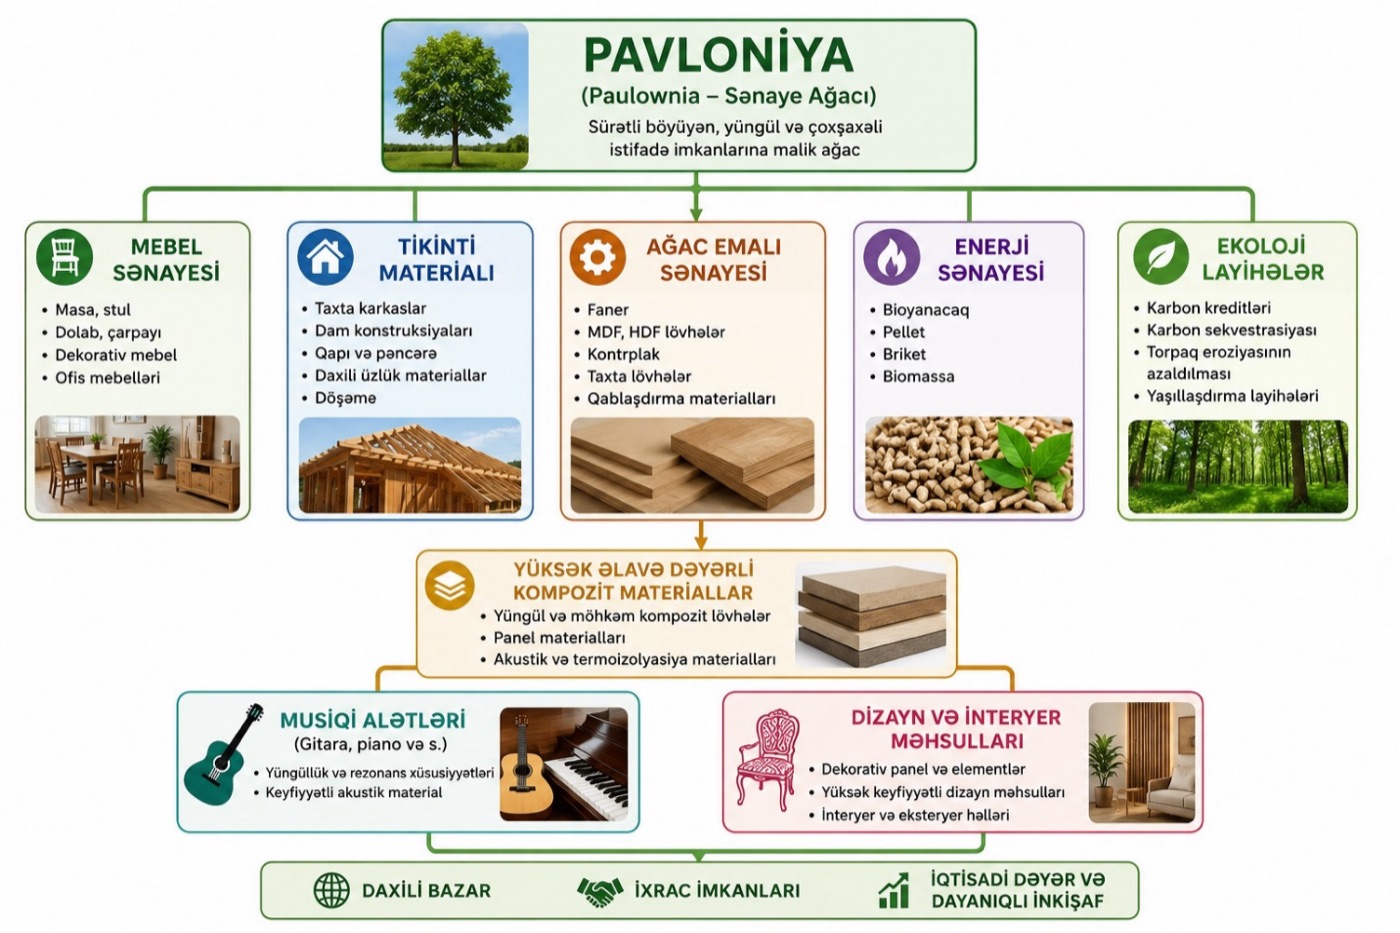 PAVLONİYA
(Paulownia – Sənaye Ağacı)
Sürətli böyüyən, yüngül və çoxşaxəli
istifadə imkanlarına malik ağac
MEBEL
SƏNAYESİ
• Masa, stul
• Dolab, çarpayı
• Dekorativ mebel
• Ofis mebelləri
TİKİNTİ
MATERIALI
• Taxta karkaslar
• Dam konstruksiyaları
• Qapı və pəncərə
• Daxili üzlük materiallar
• Döşəmə
AĞAC EMALI
SƏNAYESİ
• Faner
• MDF, HDF lövhələr
• Kontrplak
• Taxta lövhələr
• Qablaşdırma materialları
ENERJİ
SƏNAYESİ
• Bioyanacaq
• Pellet
• Briket
• Biomassa
EKOLOJİ
LAYİHƏLƏR
• Karbon kreditləri
• Karbon sekvestrasiyası
• Torpaq eroziyasının
azaldılması
• Yaşıllaşdırma layihələri
YÜKSƏK ƏLAVƏ DƏYƏRLİ
KOMPOZİT MATERİALLAR
• Yüngül və möhkəm kompozit lövhələr
• Panel materialları
• Akustik və termoizolyasiya materialları
MUSİQİ ALƏTLƏRİ
(Gitara, piano və s.)
• Yüngüllük və rezonans xüsusiyyətləri
• Keyfiyyətli akustik material
DİZAYN VƏ İNTERYER
MƏHSULLARI
• Dekorativ panel və elementlər
• Yüksək keyfiyyətli dizayn məhsulları
• İnteryer və eksteryer həlləri
DAXİLİ BAZAR
İXRAC İMKANLARI
İQTİSADİ DƏYƏR VƏ
DAYANIQLI İNKİŞAF